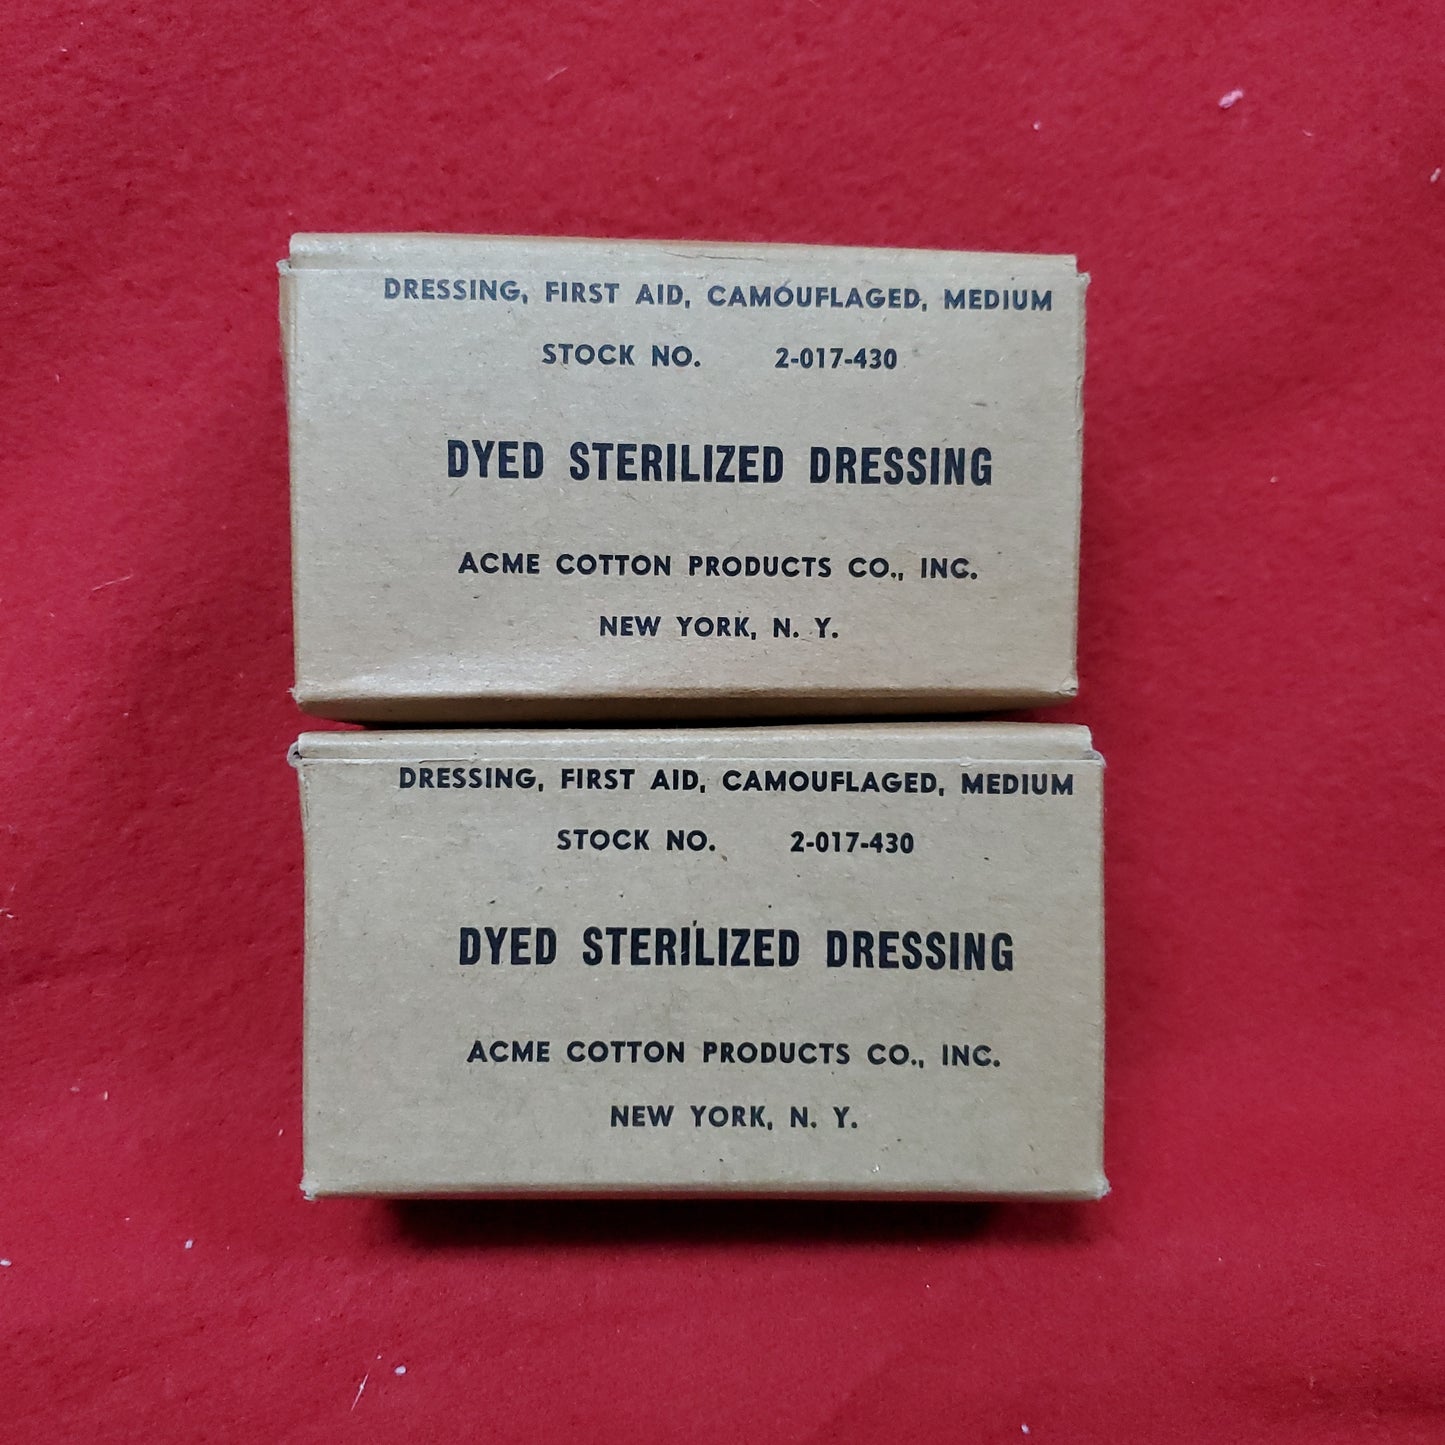 DRESSING, FIRST AID, CAMOUFLAGED, MEDIUM
STOCK NO. 2-017-430
DYED STERILIZED DRESSING
ACME COTTON PRODUCTS CO., INC.
NEW YORK, N. Y.
DRESSING, FIRST AID, CAMOUFLAGED, MEDIUM
STOCK NO. 2-017-430
DYED STERILIZED DRESSING
ACME COTTON PRODUCTS CO., INC.
NEW YORK, N. Y.